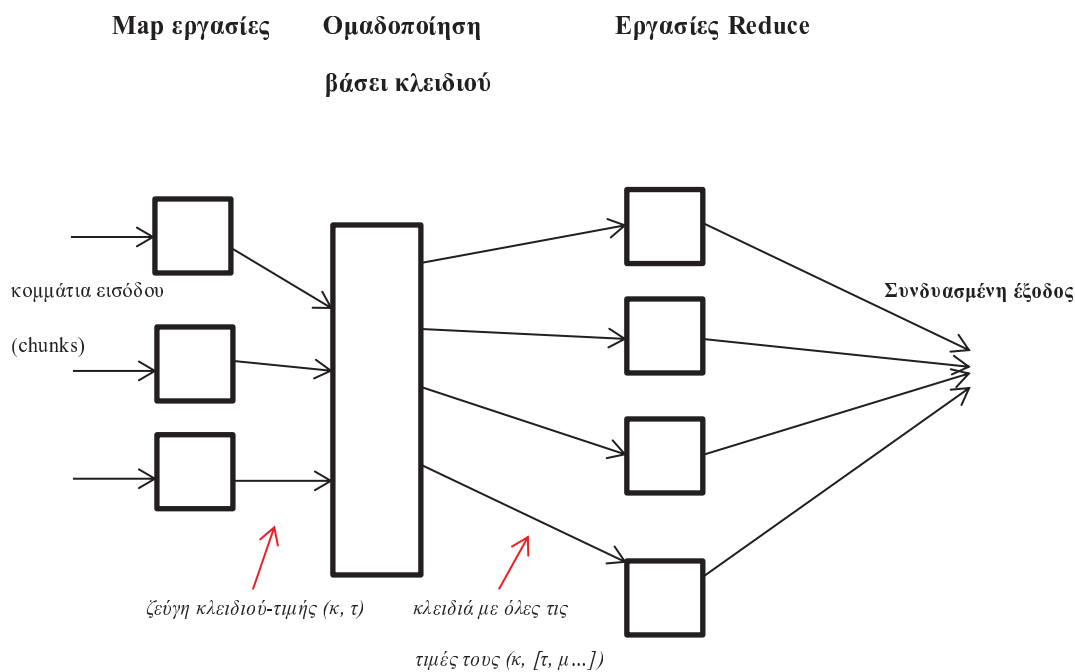 Map εργασίες
Ομαδοποίηση
βάσει κλειδιού
Εργασίες Reduce
κομμάτια εισόδου
(chunks)
Συνδυασμένη έξοδος
ζεύγη κλειδιού-τιμής (κ, τ)
κλειδιά με όλες τις
τιμές τους (κ, [τ, μ...])